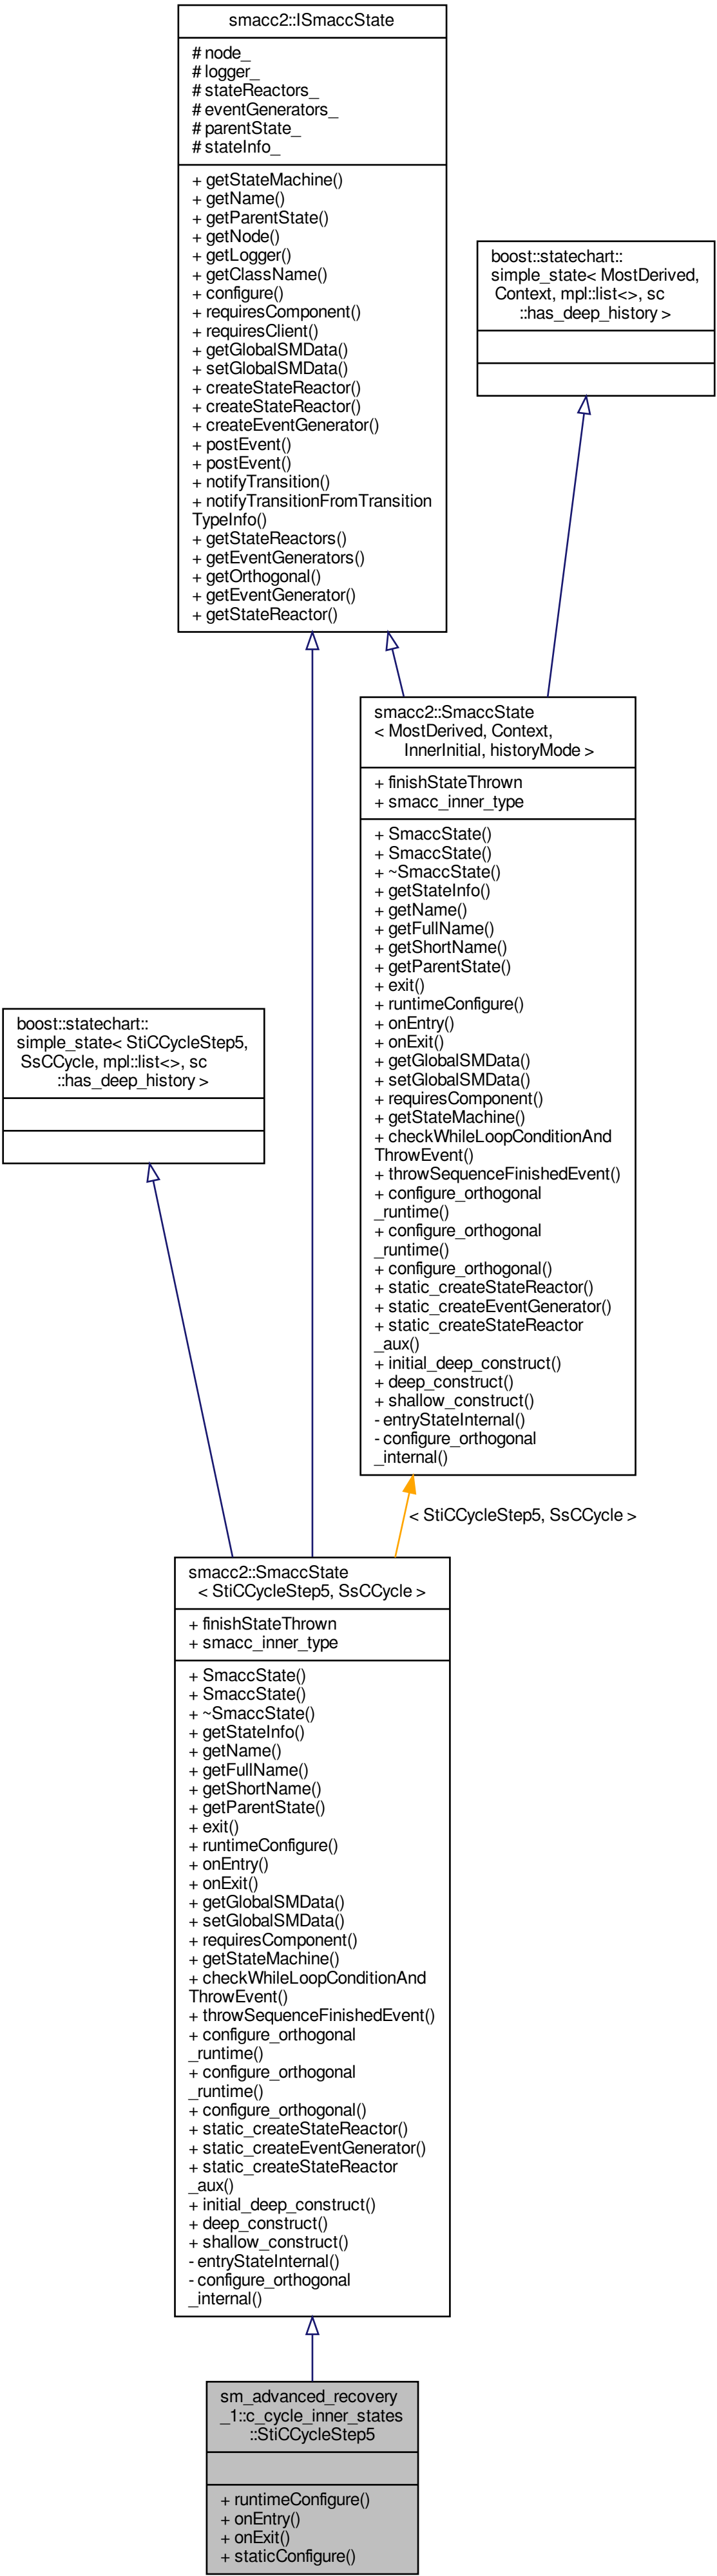 smacc2::ISmaccState
# node_
# logger_
# stateReactors_
# eventGenerators_
# parentState_
# stateInfo_
+ getStateMachine()
+ getName()
+ getParentState()
+ getNode()
+ getLogger()
+ getClassName()
+ configure()
+ requiresComponent()
+ requiresClient()
+ getGlobalSMData()
+ setGlobalSMData()
+ createStateReactor()
+ createStateReactor()
+ createEventGenerator()
+ postEvent()
+ postEvent()
+ notifyTransition()
+ notifyTransitionFromTransition
TypeInfo()
+ getStateReactors()
+ getEventGenerators()
+ getOrthogonal()
+ getEventGenerator()
+ getStateReactor()
boost::statechart::
simple_state< MostDerived,
Context, mpl::list<>, sc
::has_deep_history >
smacc2::SmaccState
< MostDerived, Context,
InnerInitial, historyMode >
+ finishStateThrown
+ smacc_inner_type
+ SmaccState()
+ SmaccState()
+ ~SmaccState()
+ getStateInfo()
+ getName()
+ getFullName()
+ getShortName()
+ getParentState()
+ exit()
+ runtimeConfigure()
+ onEntry()
+ onExit()
+ getGlobalSMData()
+ setGlobalSMData()
+ requiresComponent()
+ getStateMachine()
+ checkWhileLoopConditionAnd
ThrowEvent()
+ throwSequenceFinishedEvent()
+ configure_orthogonal
_runtime()
+ configure_orthogonal
_runtime()
+ configure_orthogonal()
+ static_createStateReactor()
+ static_createEventGenerator()
+ static_createStateReactor
_aux()
+ initial_deep_construct()
+ deep_construct()
+ shallow_construct()
- entryStateInternal()
- configure_orthogonal
_internal()
boost::statechart::
simple_state< StiCCycleStep5,
SsCCycle, mpl::list<>, sc
::has_deep_history >
< StiCCycleStep5, SsCCycle >
smacc2::SmaccState
< StiCCycleStep5, SsCCycle >
+ finishStateThrown
+ smacc_inner_type
+ SmaccState()
+ SmaccState()
+ ~SmaccState()
+ getStateInfo()
+ getName()
+ getFullName()
+ getShortName()
+ getParentState()
+ exit()
+ runtimeConfigure()
+ onEntry()
+ onExit()
+ getGlobalSMData()
+ setGlobalSMData()
+ requiresComponent()
+ getStateMachine()
+ checkWhileLoopConditionAnd
ThrowEvent()
+ throwSequenceFinishedEvent()
+ configure_orthogonal
_runtime()
+ configure_orthogonal
_runtime()
+ configure_orthogonal()
+ static_createStateReactor()
+ static_createEventGenerator()
+ static_createStateReactor
_aux()
+ initial_deep_construct()
+ deep_construct()
+ shallow_construct()
- entryStateInternal()
- configure_orthogonal
_internal()
sm_advanced_recovery
_1::c_cycle_inner_states
::StiCCycleStep5
+ runtimeConfigure()
+ onEntry()
+ onExit()
+ staticConfigure()